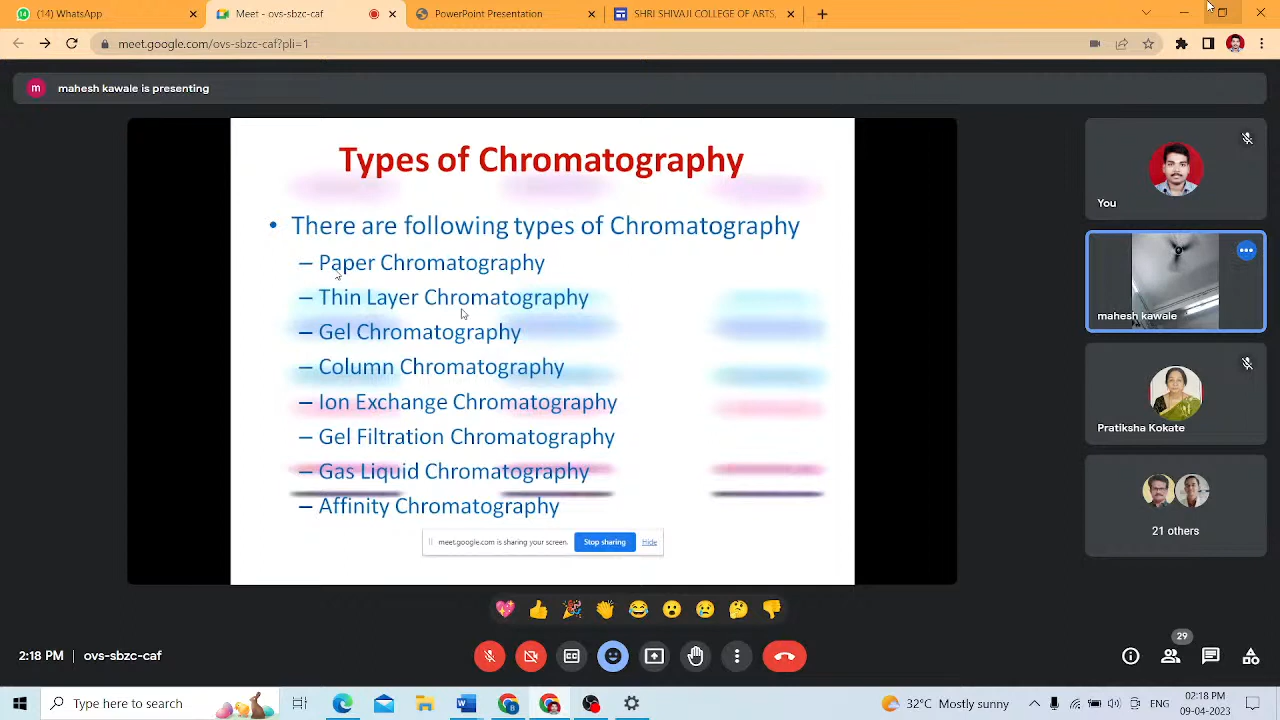 (14) WhatsApp
Meet - ovs-sbzc-caf
PowerPoint Presentation
SHRI SHIVAJI COLLEGE OF ARTS,
meet.google.com/ovs-sbzc-caf?pli=1
m
mahesh kawale is presenting
Types of Chromatography
• There are following types of Chromatography
– Paper Chromatography
– Thin Layer Chromatography
– Gel Chromatography
– Column Chromatography
– Ion Exchange Chromatography
– Gel Filtration Chromatography
– Gas Liquid Chromatography
– Affinity Chromatography
meet.google.com is sharing your screen.
Stop sharing
Hide
You
mahesh kawale
Pratiksha Kokate
21 others
2:18 PM | ovs-sbzc-caf
29
Type here to search
32°C Mostly sunny
ENG
02:18 PM
09-04-2023